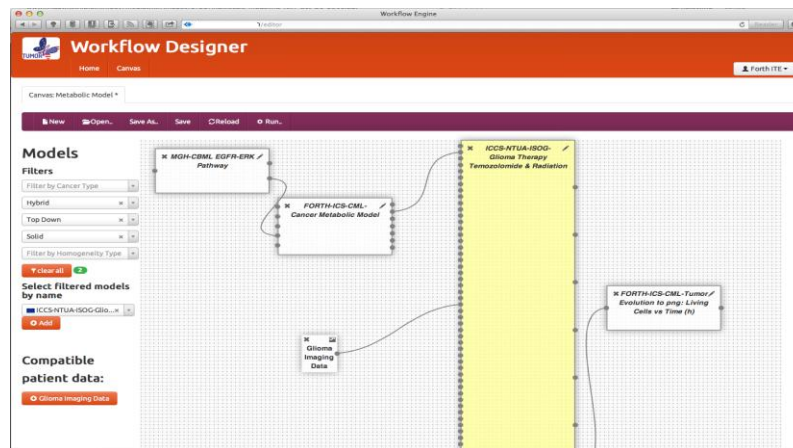 Workflow Engine
/editor
Reader
TUMOR
Workflow Designer
Home Canvas
Forth ITE
Canvas: Metabolic Model *
New Open.. Save As.. Save Reload Run..
Models
Filters
Filter by Cancer Type
Hybrid
Top Down
Solid
Filter by Homogeneity Type
clear all 2
Select filtered models
by name
ICCS-NTUA-ISOG-Glio...
Add
Compatible
patient data:
Glioma Imaging Data
MGH-CBML EGFR-ERK
Pathway
FORTH-ICS-CML-
Cancer Metabolic Model
Glioma
Imaging
Data
ICCS-NTUA-ISOG-
Glioma Therapy
Temozolomide & Radiation
FORTH-ICS-CML-Tumor
Evolution to png: Living
Cells vs Time (h)